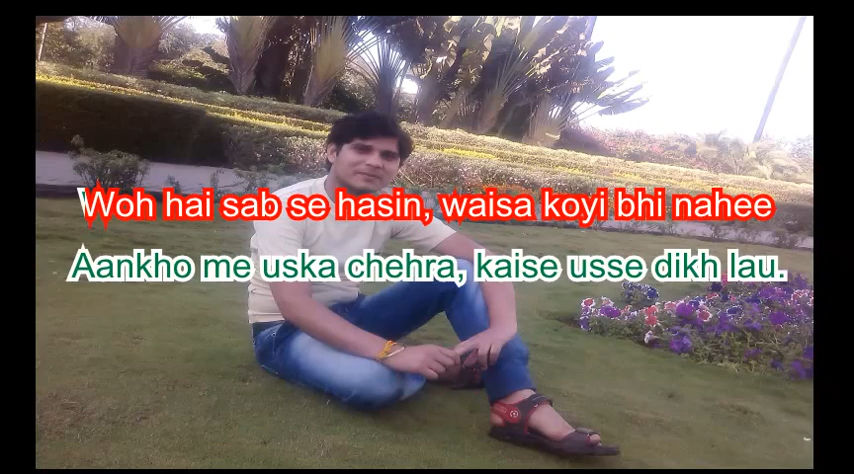 Woh hai sab se hasin, waisa koyi bhi nahee
Aankho me uska chehra, kaise usse dikh lau.